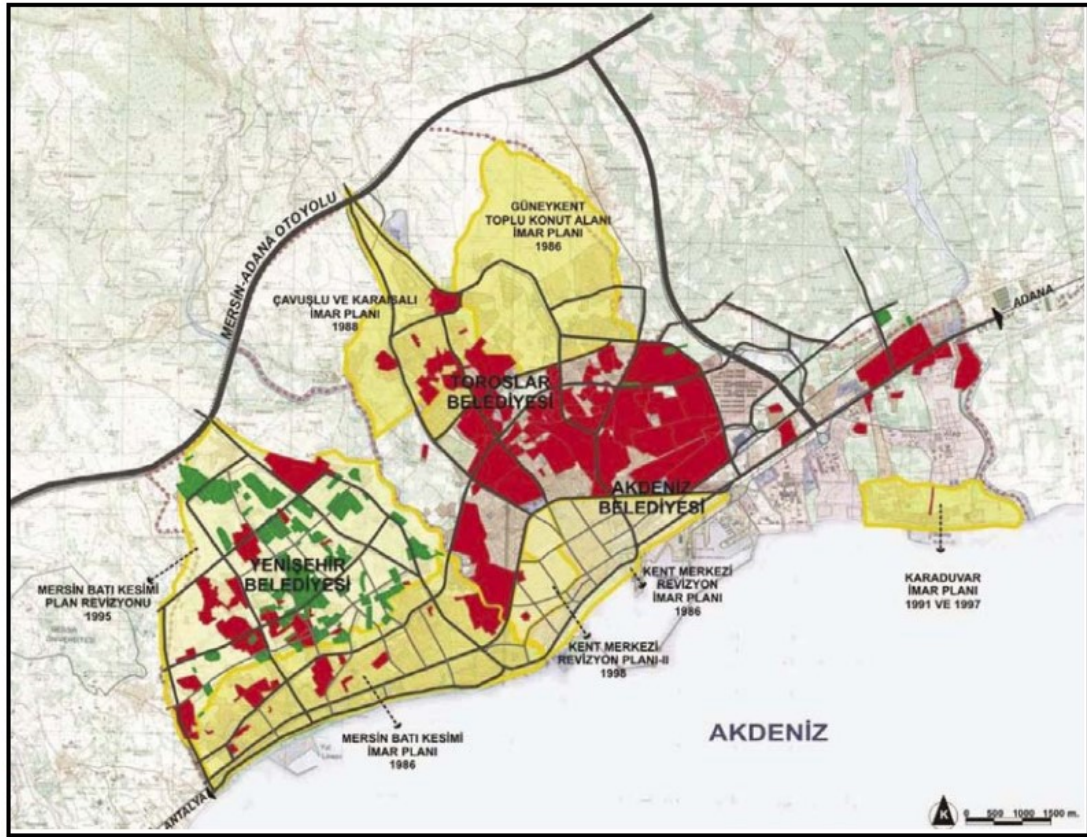 GÜNEYKENT
TOPLU KONUT ALANI
İMAR PLANI
1986
MERSİN-ADANA OTOYOLU
ÇAVUŞLU VE KARAİSALI
İMAR PLANI
1988
ADANA
TOROSLAR
BELEDİYESİ
AKDENİZ
BELEDİYESİ
YENİŞEHİR
BELEDİYESİ
MERSİN BATI KESİMİ
PLAN REVİZYONU
1995
KENT MERKEZİ
REVİZYON
İMAR PLANI
1986
KARADUVAR
İMAR PLANI
1991 VE 1997
KENT MERKEZİ
REVİZYON PLANI-II
1998
MERSİN BATI KESİMİ
İMAR PLANI
1986
AKDENİZ
ANTALYA
K
0 500 1000 1500 m.